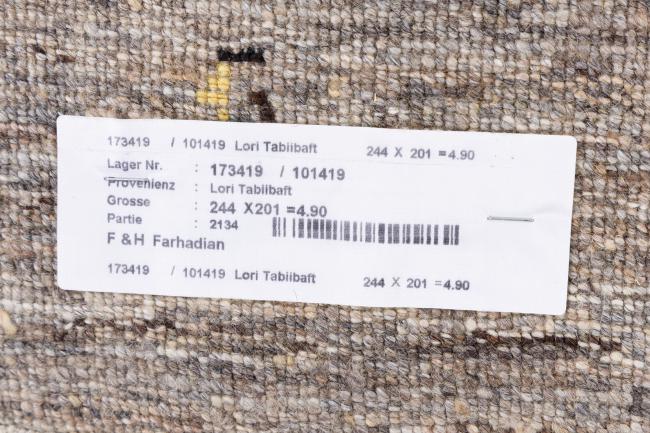 173419 / 101419 Lori Tabiibaft 244 X 201 =4.90
Lager Nr. : 173419 / 101419
Provenienz : Lori Tabiibaft
Grosse : 244 X201 =4.90
Partie : 2134
F &H Farhadian
173419 / 101419 Lori Tabiibaft 244 X 201 =4.90